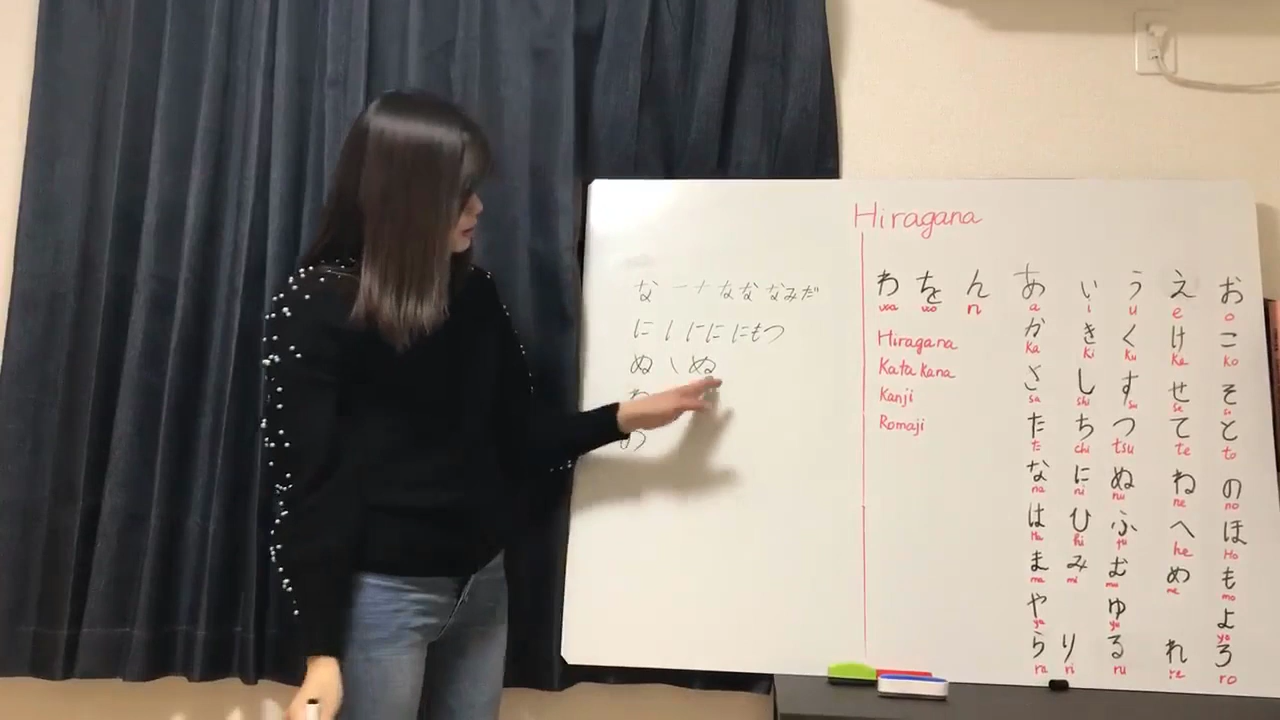 な 一 ナ な な なみだ
に l に に にもつ
ぬ \ ぬ
Hiragana
わ を ん あ い う え お
wa wo n a i u e o
Hiragana
Katakana
Kanji
Romaji
か き く け こ
ka ki ku ke ko
さ し す せ そ
sa shi su se so
た ち つ て と
ta chi tsu te to
な に ぬ ね の
na ni nu ne no
は ひ ふ へ ほ
Ha hi fu he Ho
ま み む め も
ma mi mu me mo
や ゆ よ
ya yu yo
ら り る れ ろ
ra ri ru re ro